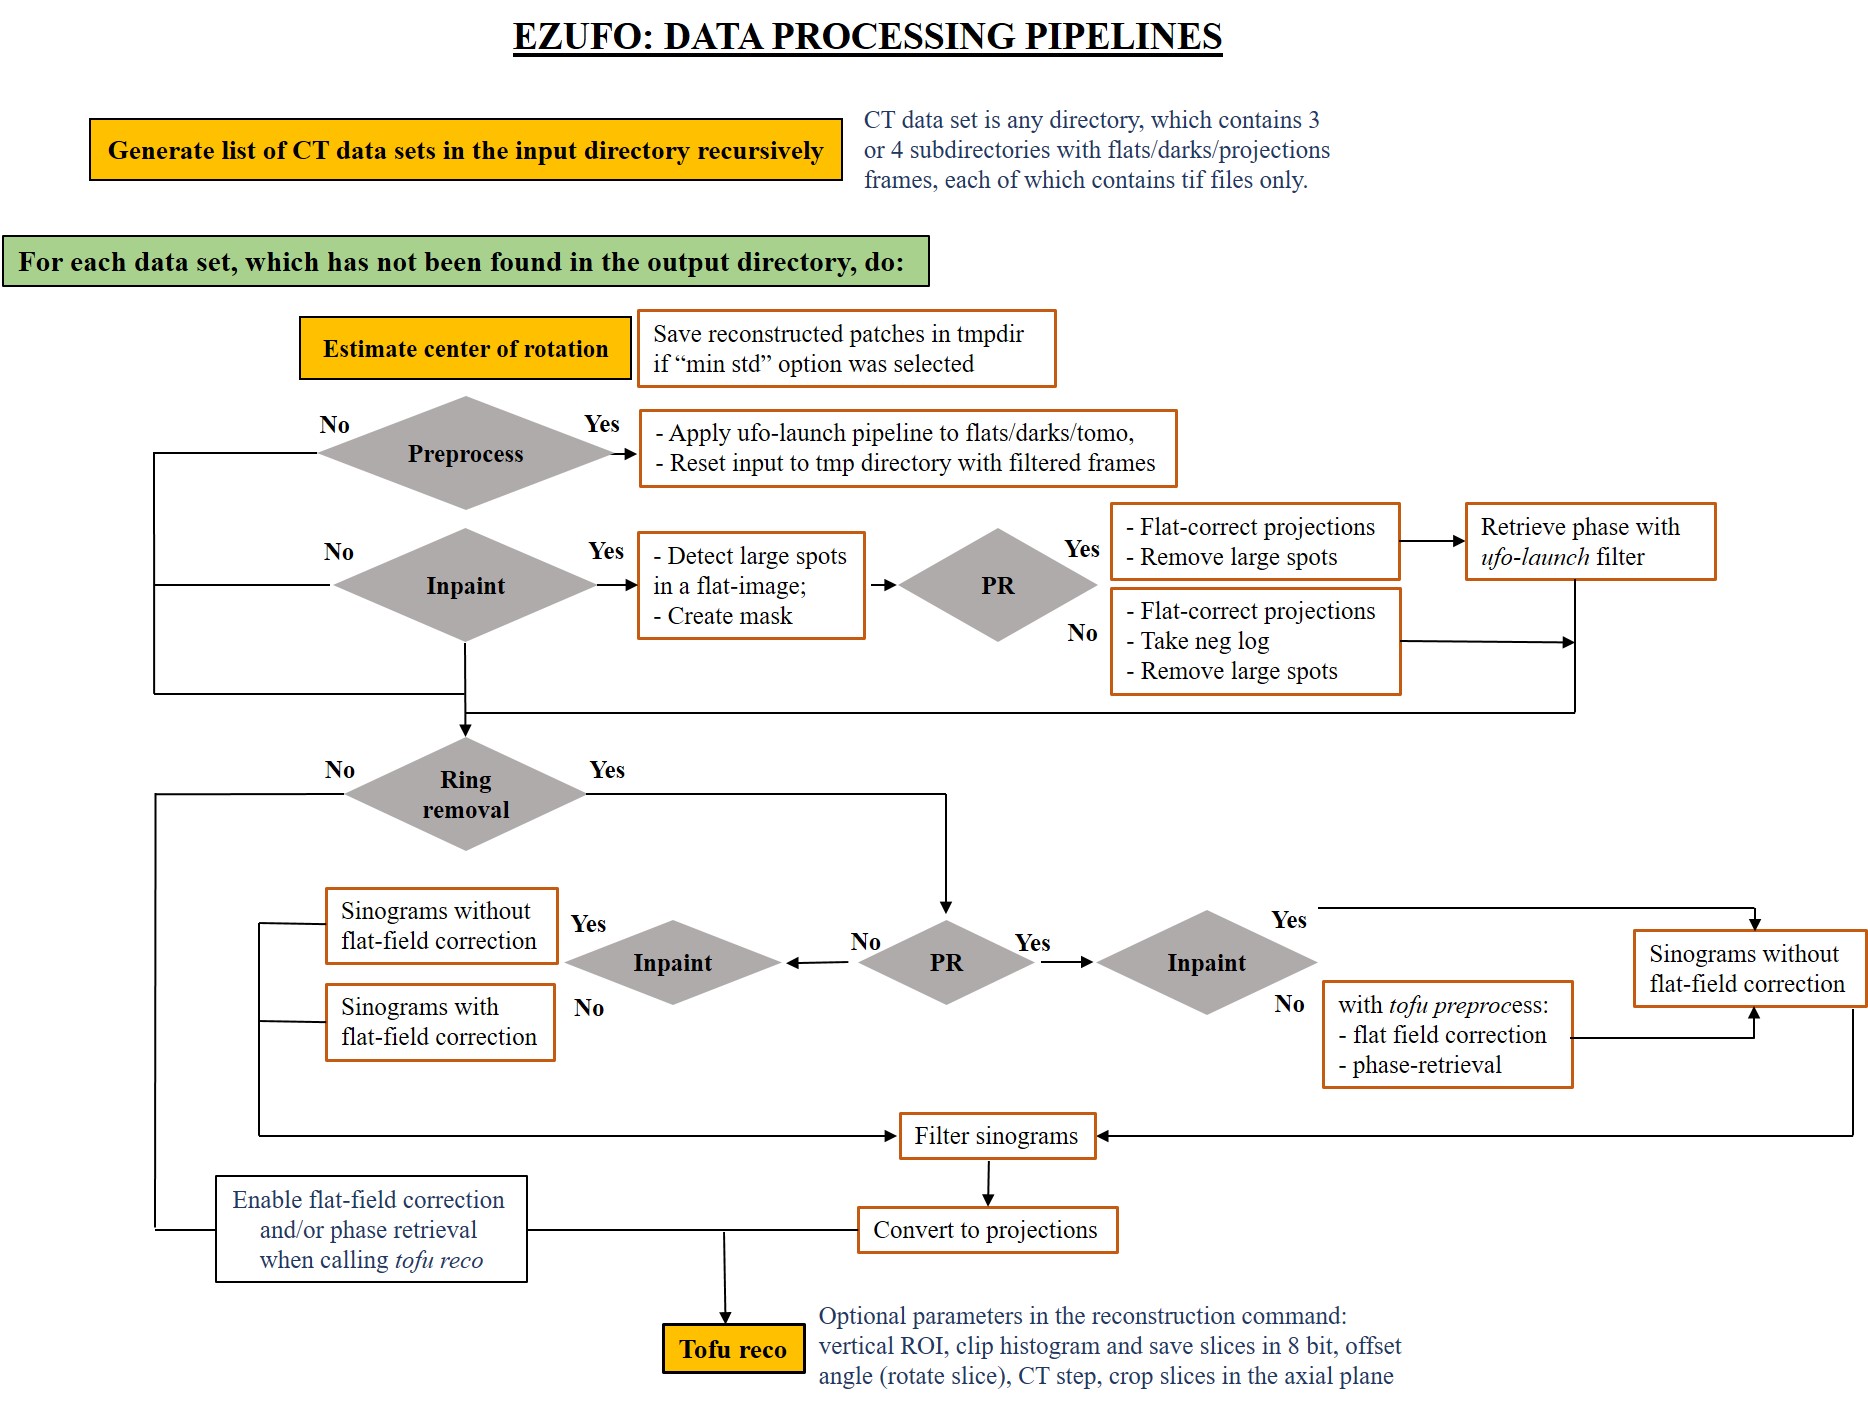 EZUFO: DATA PROCESSING PIPELINES
Generate list of CT data sets in the input directory recursively
CT data set is any directory, which contains 3
or 4 subdirectories with flats/darks/projections
frames, each of which contains tif files only.
For each data set, which has not been found in the output directory, do:
Estimate center of rotation
Save reconstructed patches in tmpdir
if “min std” option was selected
No
Preprocess
Yes
- Apply ufo-launch pipeline to flats/darks/tomo,
- Reset input to tmp directory with filtered frames
No
Inpaint
Yes
- Detect large spots
in a flat-image;
- Create mask
PR
Yes
- Flat-correct projections
- Remove large spots
Retrieve phase with
ufo-launch filter
No
- Flat-correct projections
- Take neg log
- Remove large spots
No
Ring
removal
Yes
Sinograms without
flat-field correction
Yes
Sinograms with
flat-field correction
No
Inpaint
No
PR
Yes
Inpaint
Yes
Sinograms without
flat-field correction
No
with tofu preprocess:
- flat field correction
- phase-retrieval
Filter sinograms
Enable flat-field correction
and/or phase retrieval
when calling tofu reco
Convert to projections
Tofu reco
Optional parameters in the reconstruction command:
vertical ROI, clip histogram and save slices in 8 bit, offset
angle (rotate slice), CT step, crop slices in the axial plane